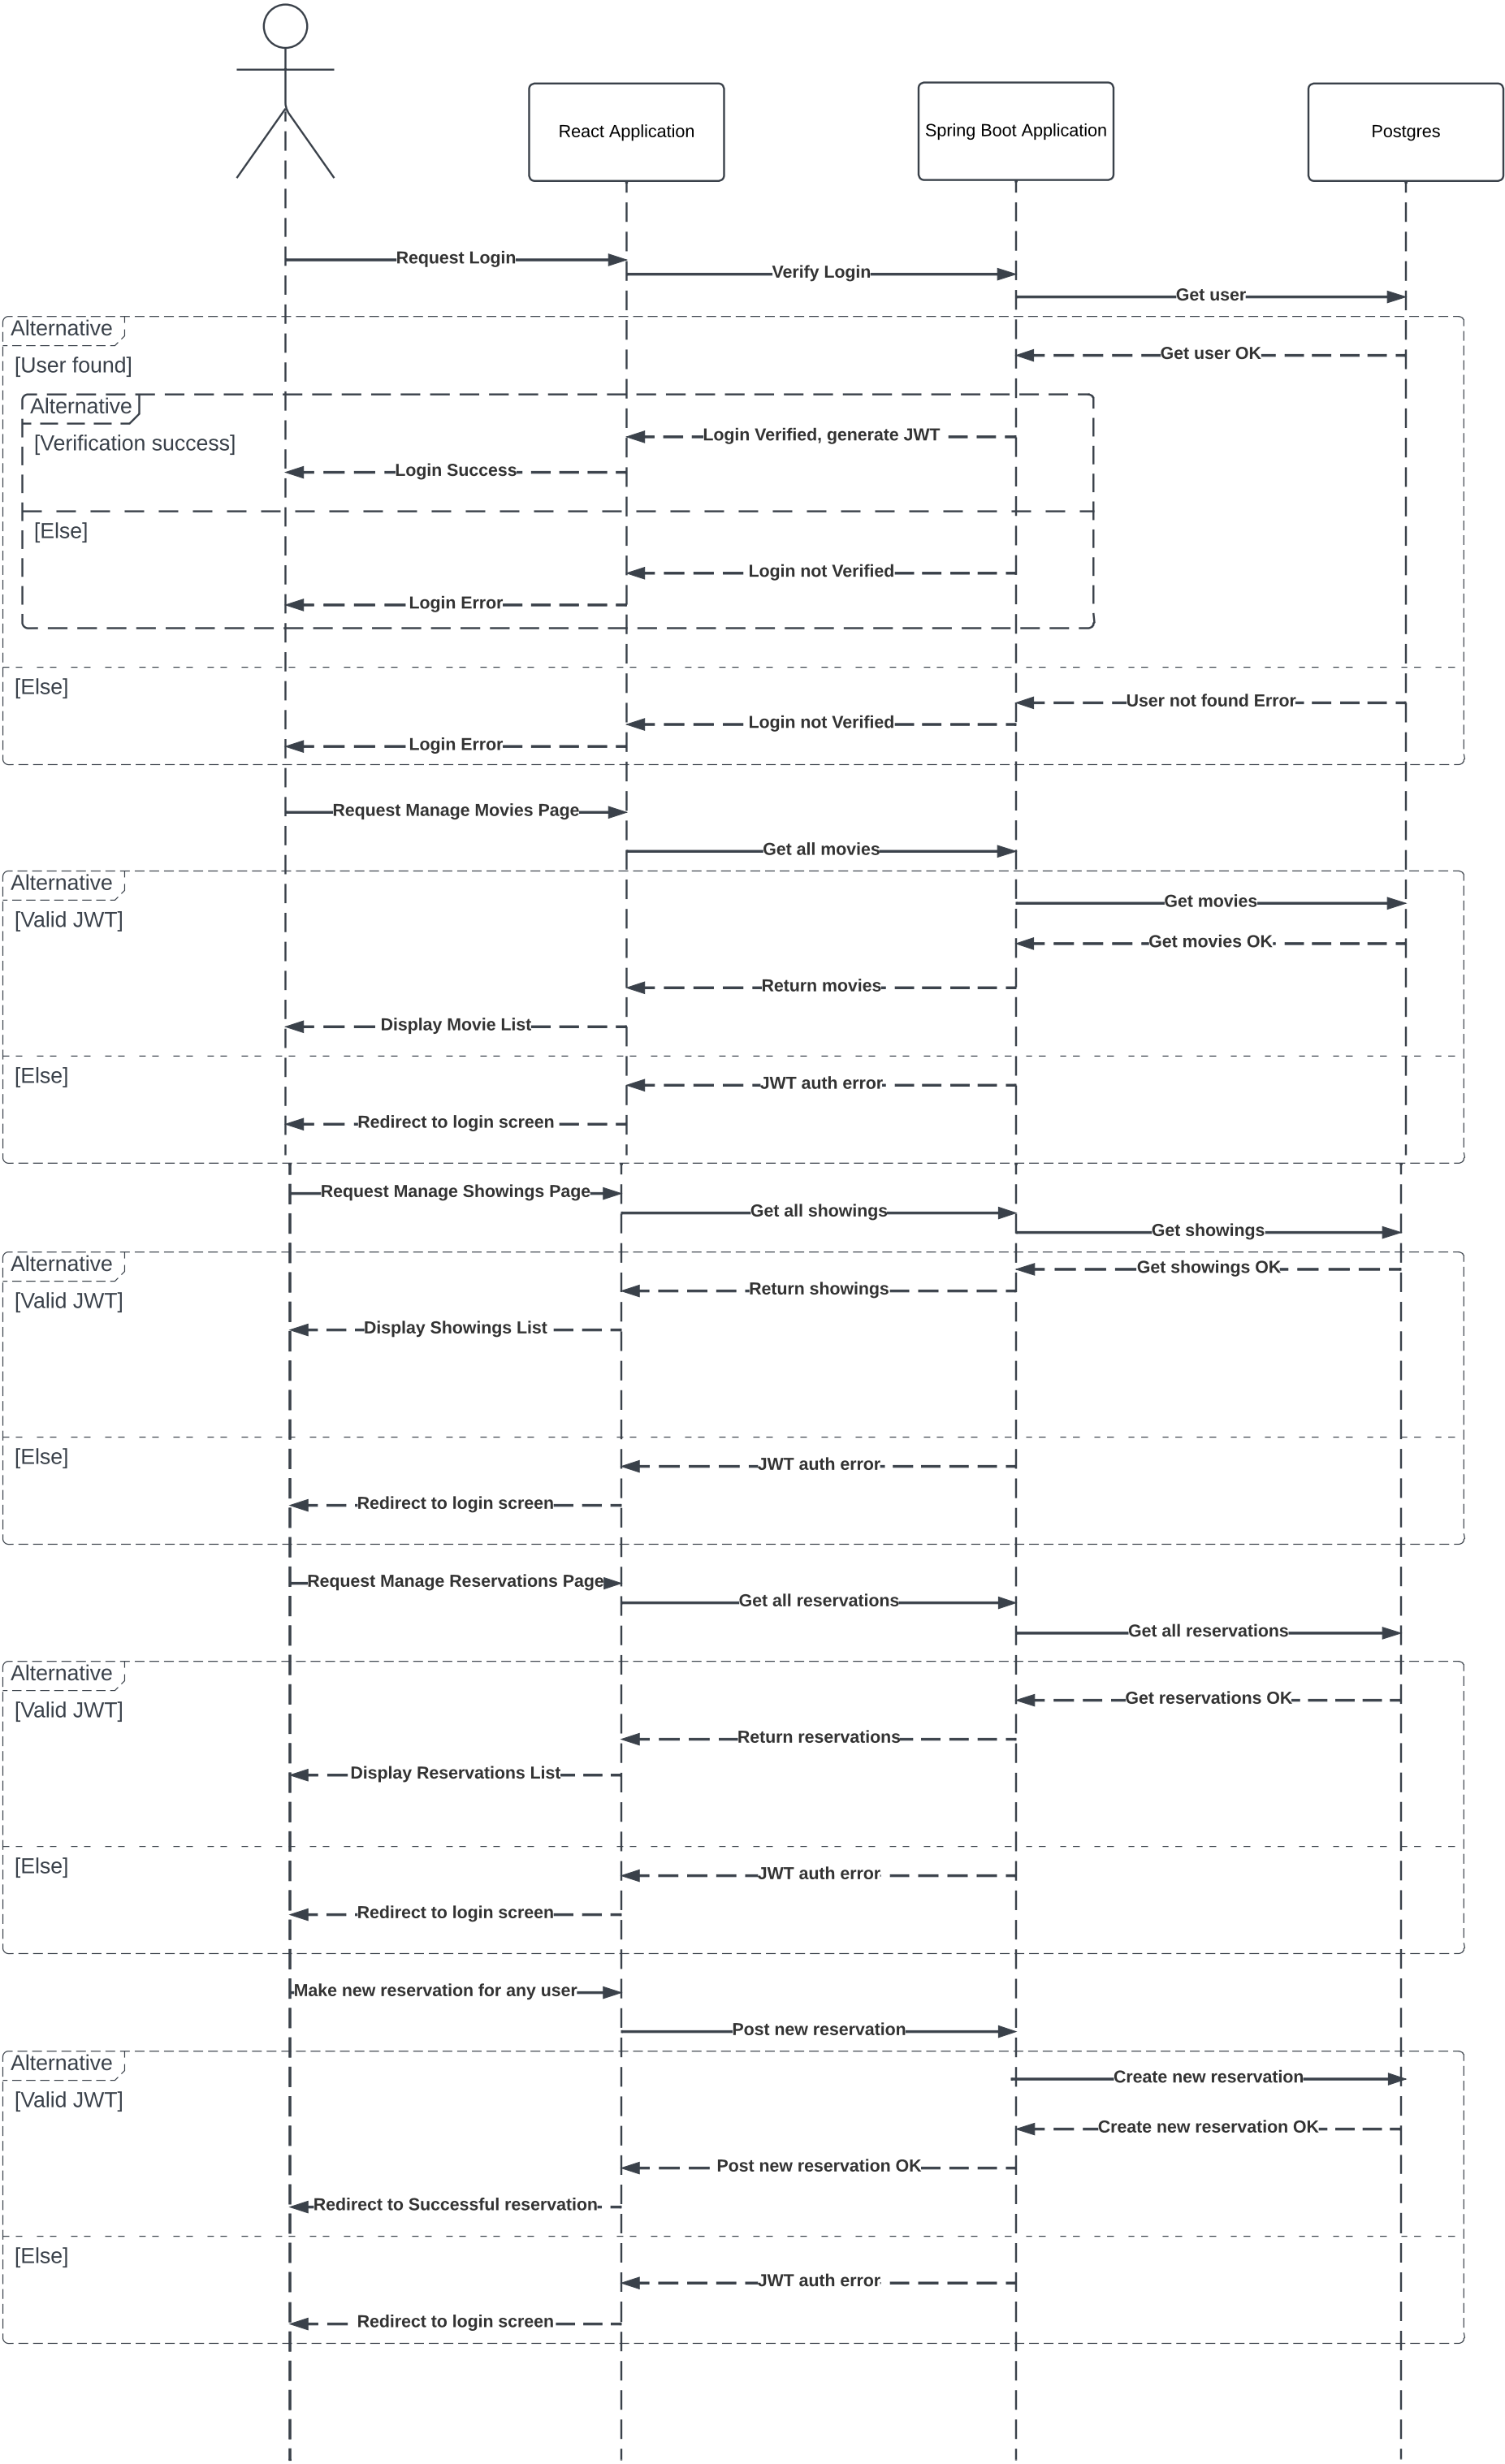 React Application
Spring Boot Application
Postgres
Request Login
Verify Login
Get user
Alternative
[User found]
Get user OK
Alternative
[Verification success]
Login Verified, generate JWT
Login Success
[Else]
Login not Verified
Login Error
[Else]
User not found Error
Login not Verified
Login Error
Request Manage Movies Page
Get all movies
Alternative
[Valid JWT]
Get movies
Get movies OK
Return movies
Display Movie List
[Else]
JWT auth error
Redirect to login screen
Request Manage Showings Page
Get all showings
Get showings
Alternative
[Valid JWT]
Get showings OK
Return showings
Display Showings List
[Else]
JWT auth error
Redirect to login screen
Request Manage Reservations Page
Get all reservations
Get all reservations
Alternative
[Valid JWT]
Get reservations OK
Return reservations
Display Reservations List
[Else]
JWT auth error
Redirect to login screen
Make new reservation for any user
Post new reservation
Alternative
[Valid JWT]
Create new reservation
Create new reservation OK
Post new reservation OK
Redirect to Successful reservation
[Else]
JWT auth error
Redirect to login screen